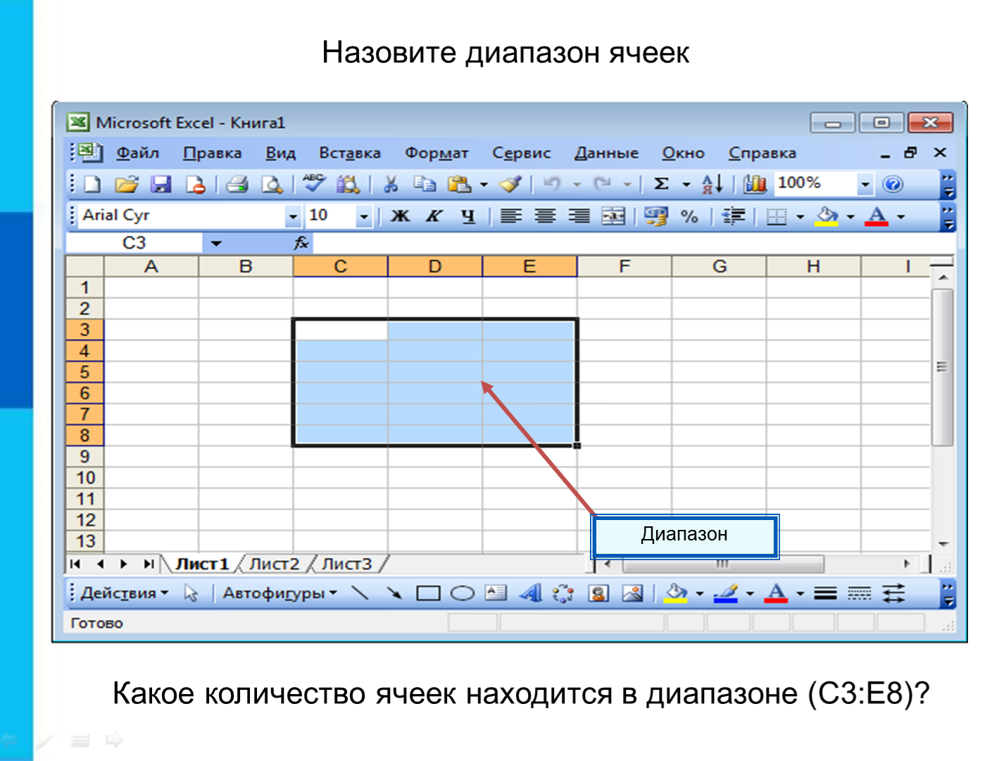 Назовите диапазон ячеек
Microsoft Excel - Книга1
Файл Правка Вид Вставка Формат Сервис Данные Окно Справка
ABC Σ А Я 100%
Arial Cyr 10 Ж К Ч а % А
C3 fx
A B C D E F G H I
1
2
3
4
5
6
7
8
9
10
11
12
13
Диапазон
Лист1 Лист2 Лист3
Действия Автофигуры A A A
Готово
Какое количество ячеек находится в диапазоне (C3:E8)?